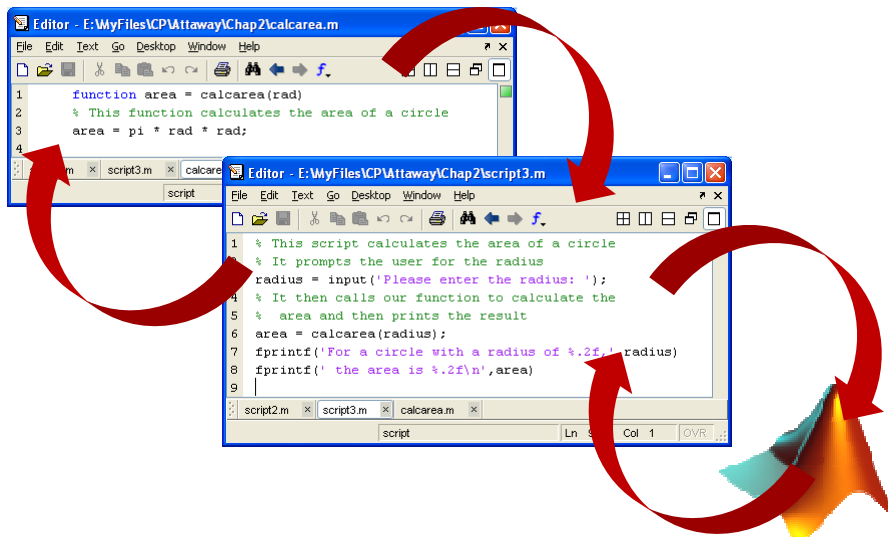 Editor - E:\MyFiles\CP\Attaway\Chap2\calcarea.m
File Edit Text Go Desktop Window Help
1 function area = calcarea(rad)
2 % This function calculates the area of a circle
3 area = pi * rad * rad;
4
script3.m × calcare
script
Editor - E:\MyFiles\CP\Attaway\Chap2\script3.m
File Edit Text Go Desktop Window Help
1 % This script calculates the area of a circle
% It prompts the user for the radius
radius = input('Please enter the radius: ');
4 % It then calls our function to calculate the
5 % area and then prints the result
6 area = calcarea(radius);
7 fprintf('For a circle with a radius of %.2f,' radius)
8 fprintf(' the area is %.2f\n',area)
9
script2.m × script3.m × calcarea.m ×
script Ln 9 Col 1 OVR